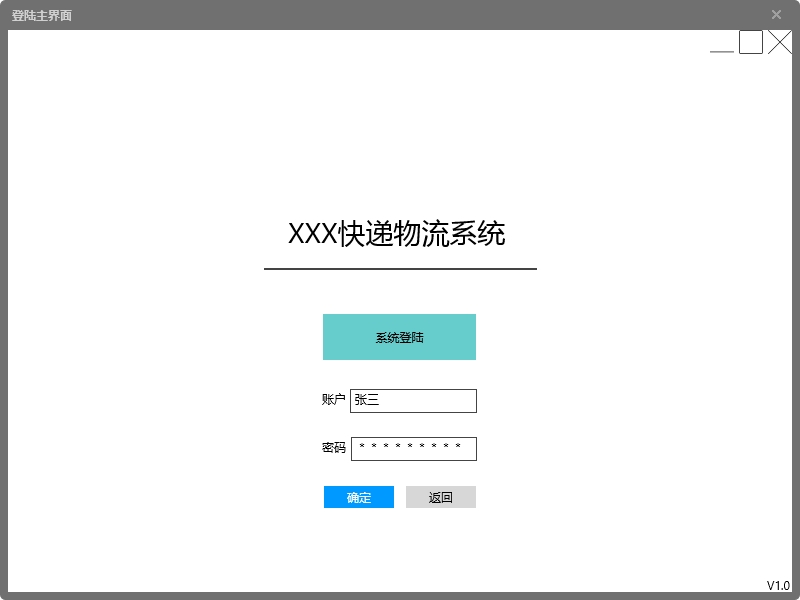 登陆主界面
XXX快递物流系统
系统登陆
账户 张三
密码 * * * * * * * * *
确定 返回
V1.0